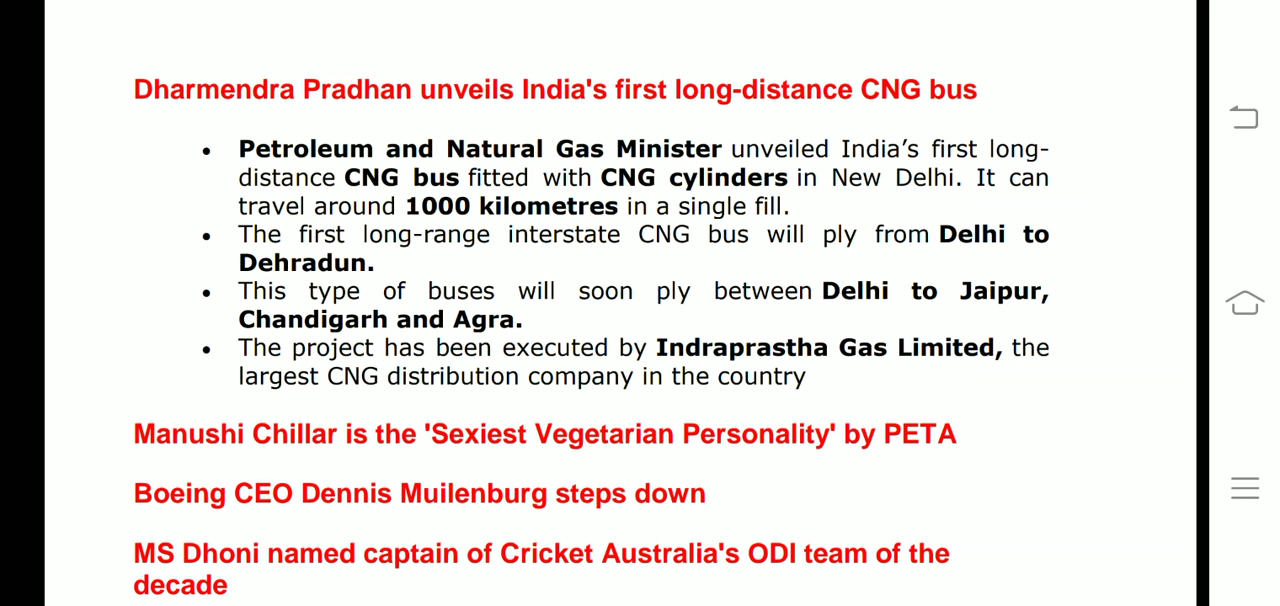 Dharmendra Pradhan unveils India's first long-distance CNG bus
• Petroleum and Natural Gas Minister unveiled India’s first long-
distance CNG bus fitted with CNG cylinders in New Delhi. It can
travel around 1000 kilometres in a single fill.
• The first long-range interstate CNG bus will ply from Delhi to
Dehradun.
• This type of buses will soon ply between Delhi to Jaipur,
Chandigarh and Agra.
• The project has been executed by Indraprastha Gas Limited, the
largest CNG distribution company in the country
Manushi Chillar is the 'Sexiest Vegetarian Personality' by PETA
Boeing CEO Dennis Muilenburg steps down
MS Dhoni named captain of Cricket Australia's ODI team of the
decade